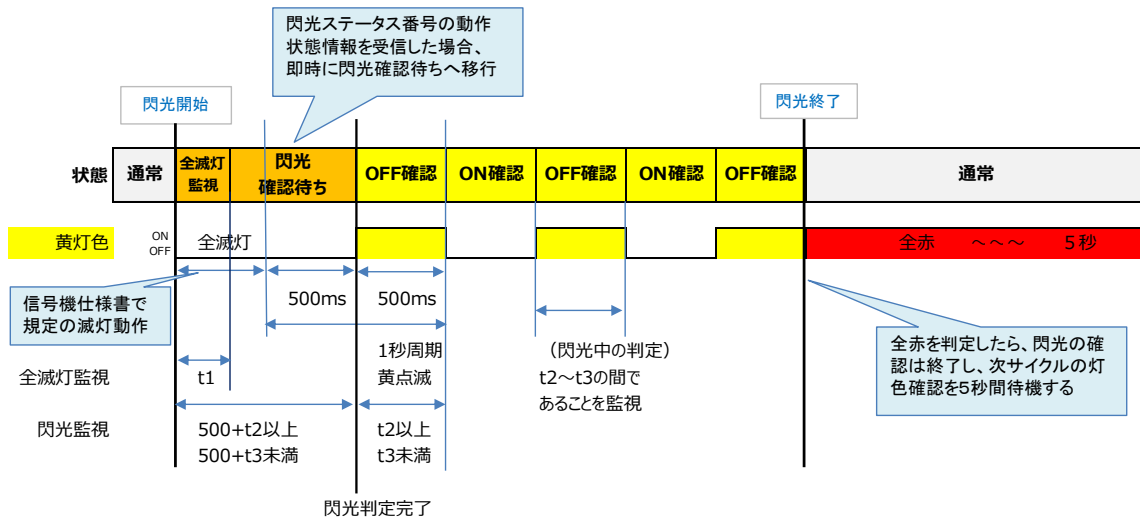 閃光ステータス番号の動作
状態情報を受信した場合、
即時に閃光確認待ちへ移行
閃光開始
閃光終了
状態
通常
全滅灯
監視
閃光
確認待ち
OFF確認
ON確認
OFF確認
ON確認
OFF確認
通常
黄灯色
ON
OFF
全滅灯
全赤 ～～～ 5秒
信号機仕様書で
規定の滅灯動作
500ms
500ms
1秒周期
黄点滅
(閃光中の判定)
t2～t3の間で
あることを監視
全赤を判定したら、閃光の確
認は終了し、次サイクルの灯
色確認を5秒間待機する
全滅灯監視
t1
閃光監視
500+t2以上
500+t3未満
t2以上
t3未満
閃光判定完了